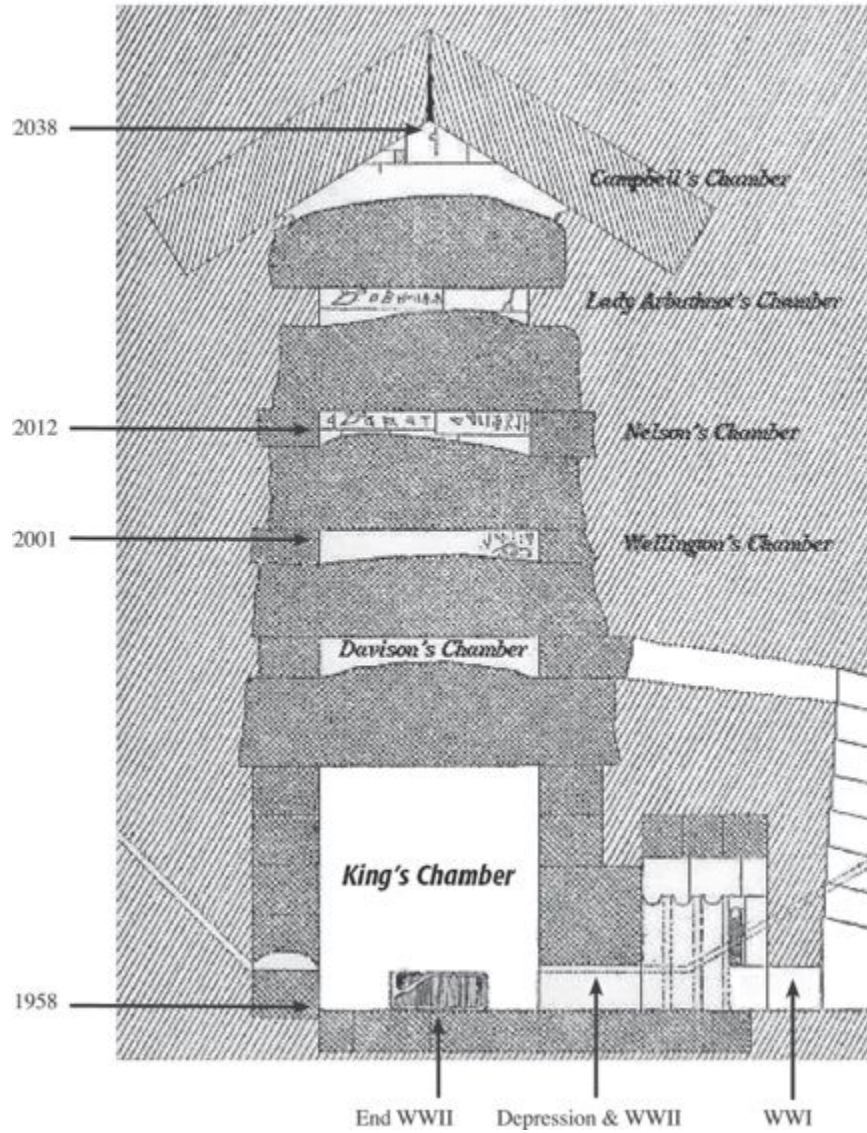 2038
Campbell's Chamber
Lady Arbuthnot's Chamber
2012
Nelson's Chamber
2001
Wellington's Chamber
Davison's Chamber
King's Chamber
1958
End WWII
Depression & WWII
WWI